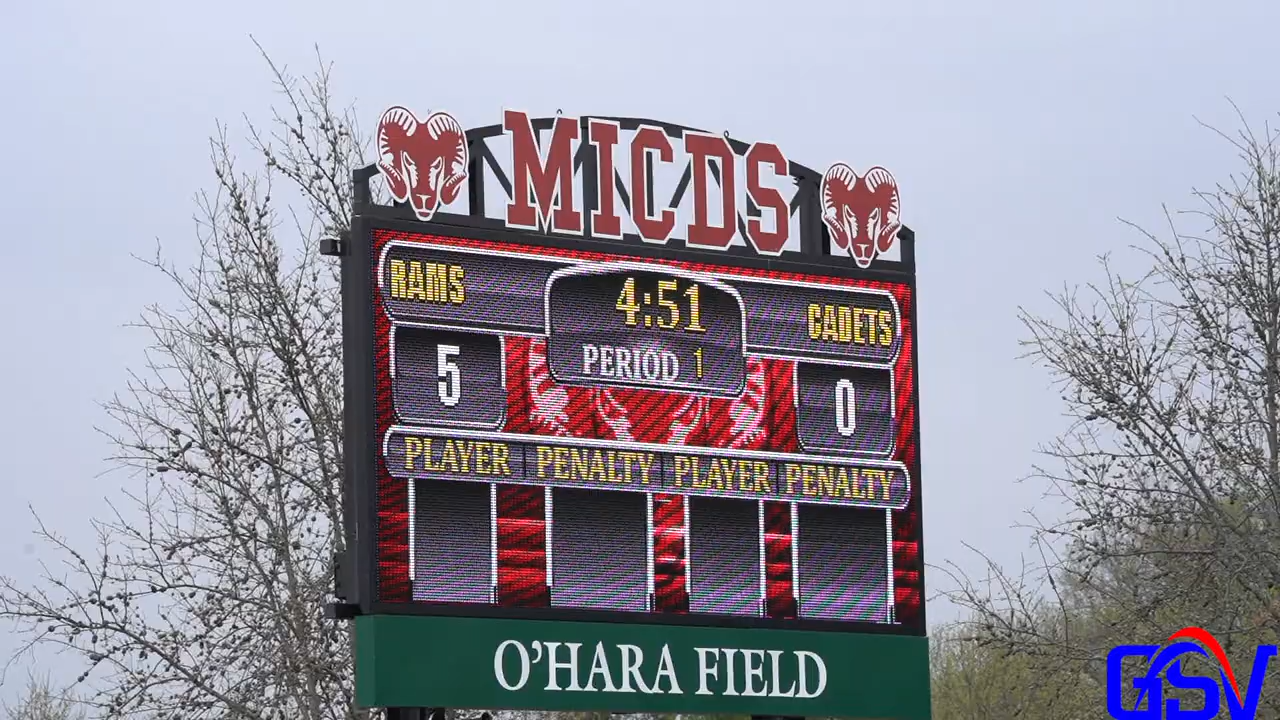 MICDS
RAMS
4:51
CADETS
PERIOD 1
5
0
PLAYER PENALTY PLAYER PENALTY
O'HARA FIELD
GSV